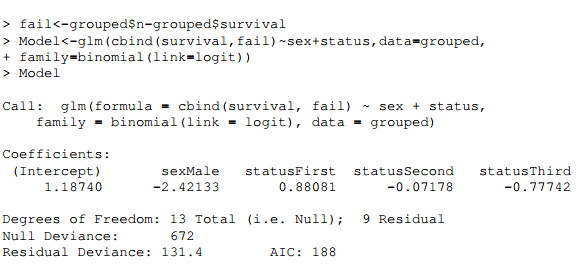 > fail<-grouped$n-grouped$survival
> Model<-glm(cbind(survival,fail)~sex+status,data=grouped,
+ family=binomial(link=logit))
> Model
Call:  glm(formula = cbind(survival, fail) ~ sex + status,
    family = binomial(link = logit), data = grouped)
Coefficients:
 (Intercept)      sexMale  statusFirst  statusSecond  statusThird
     1.18740     -2.42133      0.88081      -0.07178     -0.77742
Degrees of Freedom: 13 Total (i.e. Null);  9 Residual
Null Deviance:      672
Residual Deviance: 131.4        AIC: 188